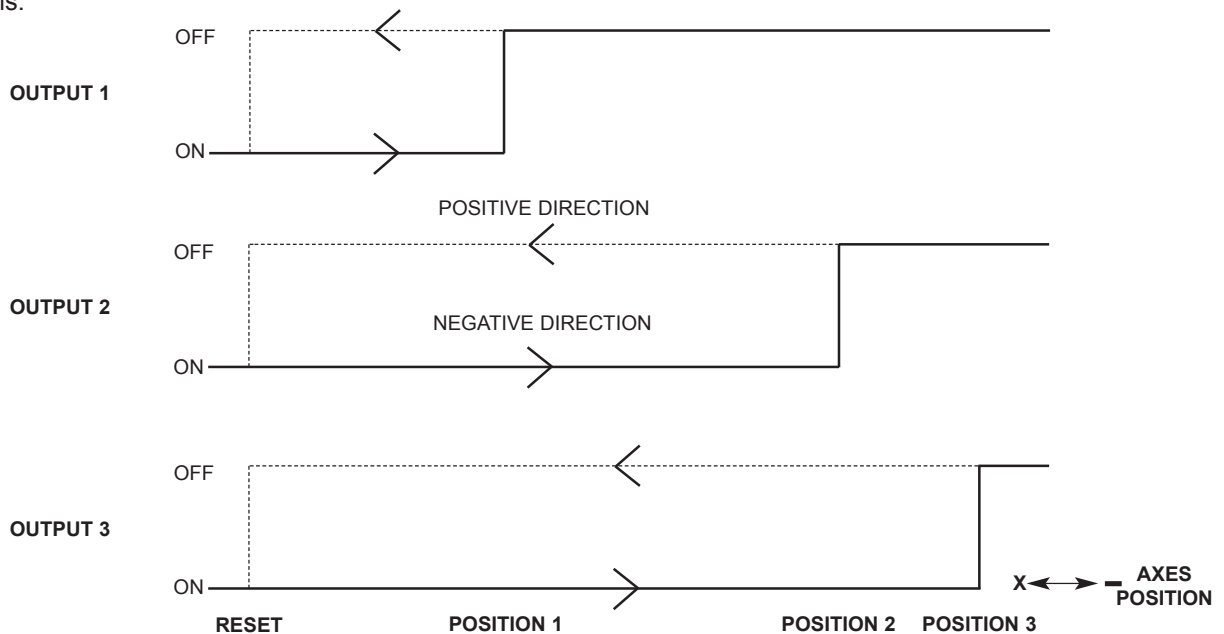 is.
OFF
OUTPUT 1
ON
POSITIVE DIRECTION
OFF
OUTPUT 2
NEGATIVE DIRECTION
ON
OFF
OUTPUT 3
ON
X
AXES
POSITION
RESET
POSITION 1
POSITION 2
POSITION 3